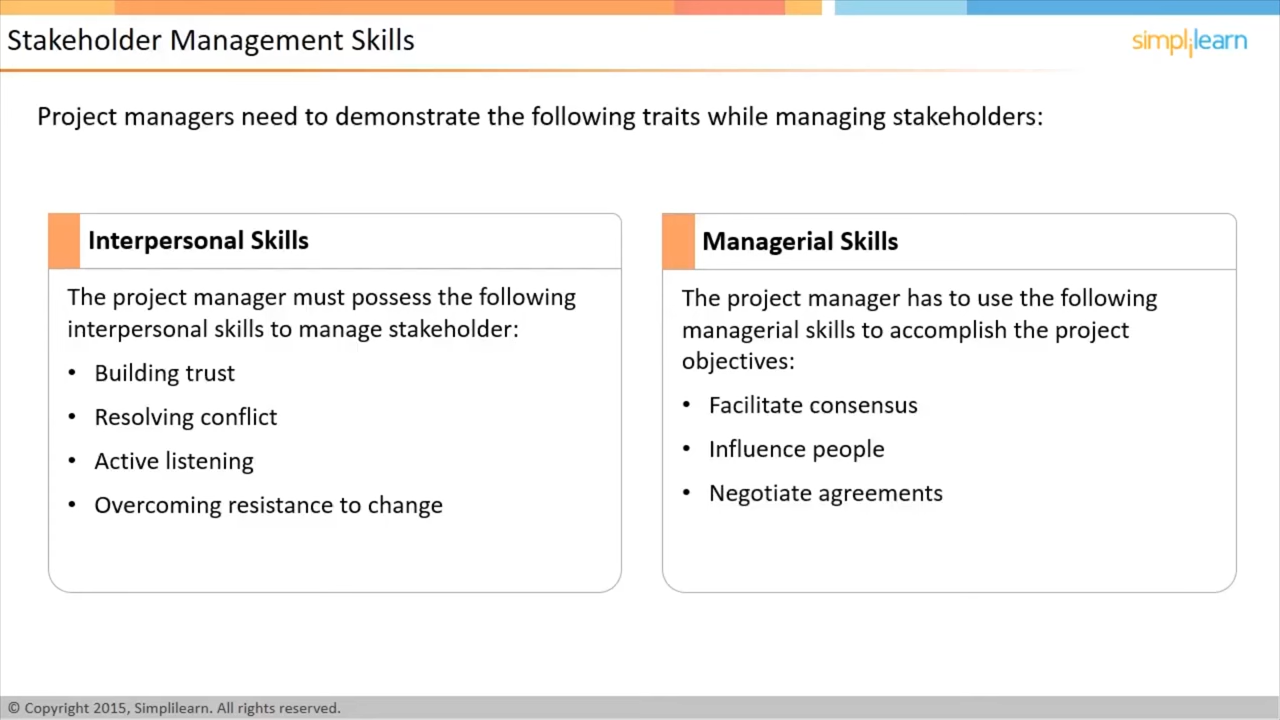 Stakeholder Management Skills
simplilearn
Project managers need to demonstrate the following traits while managing stakeholders:
Interpersonal Skills
The project manager must possess the following
interpersonal skills to manage stakeholder:
• Building trust
• Resolving conflict
• Active listening
• Overcoming resistance to change
Managerial Skills
The project manager has to use the following
managerial skills to accomplish the project
objectives:
• Facilitate consensus
• Influence people
• Negotiate agreements
© Copyright 2015, Simplilearn. All rights reserved.